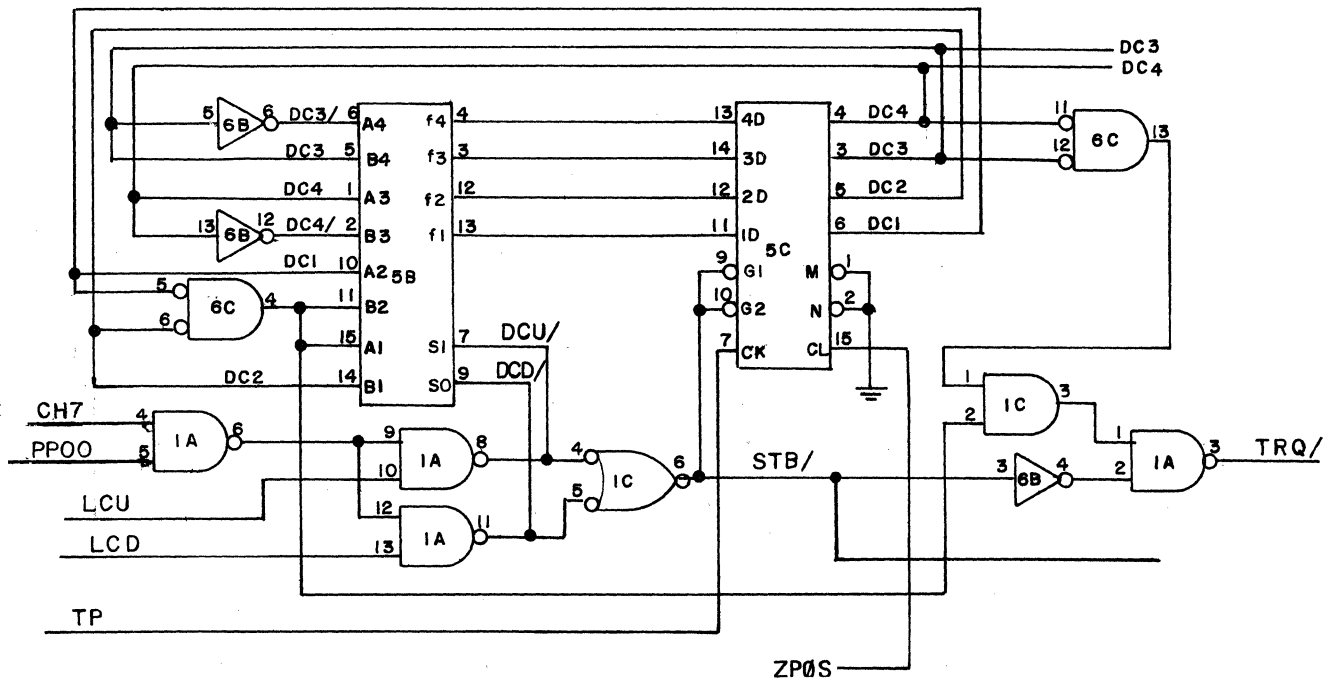 DC3
DC4
5 6B 6 DC3/ 6 A4 f4 4 13 4D 4 DC4 11
DC3 5 B4 f3 3 14 3D 3 DC3 12 6C 13
DC4 1 A3 f2 12 12 2D 5 DC2
13 6B 12 DC4/ 2 B3 f1 13 11 1D 6 DC1
5C
DC1 10 A2 5B 9 G1 M 1
5 6 6C 4 11 B2 10 G2 N 2
15 A1 S1 7 DCU/ 7 CK CL 15
DC2 14 B1 S0 9 DCD/
1 2 1C 3
CH7 4
PP00 5 1A 6
9 10 1A 8
4 5 1C 6 STB/
3 6B 4
1 2 1A 3 TRQ/
LCU
LCD
12 13 1A 11
TP
ZPØS